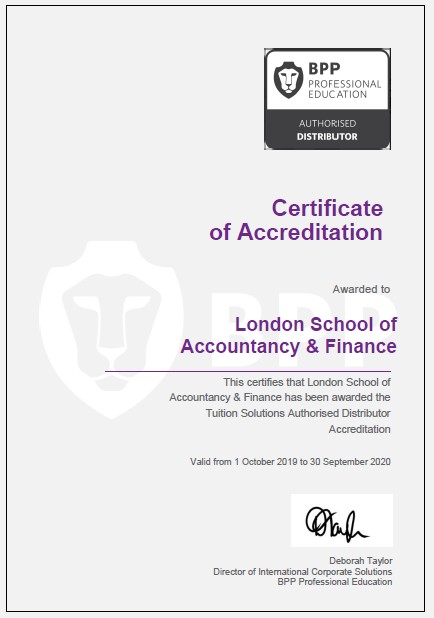 BPP
PROFESSIONAL
EDUCATION
AUTHORISED
DISTRIBUTOR
Certificate
of Accreditation
Awarded to
BPP
London School of
Accountancy & Finance
This certifies that London School of
Accountancy & Finance has been awarded the
Tuition Solutions Authorised Distributor
Accreditation
Valid from 1 October 2019 to 30 September 2020
Deborah Taylor
Director of International Corporate Solutions
BPP Professional Education